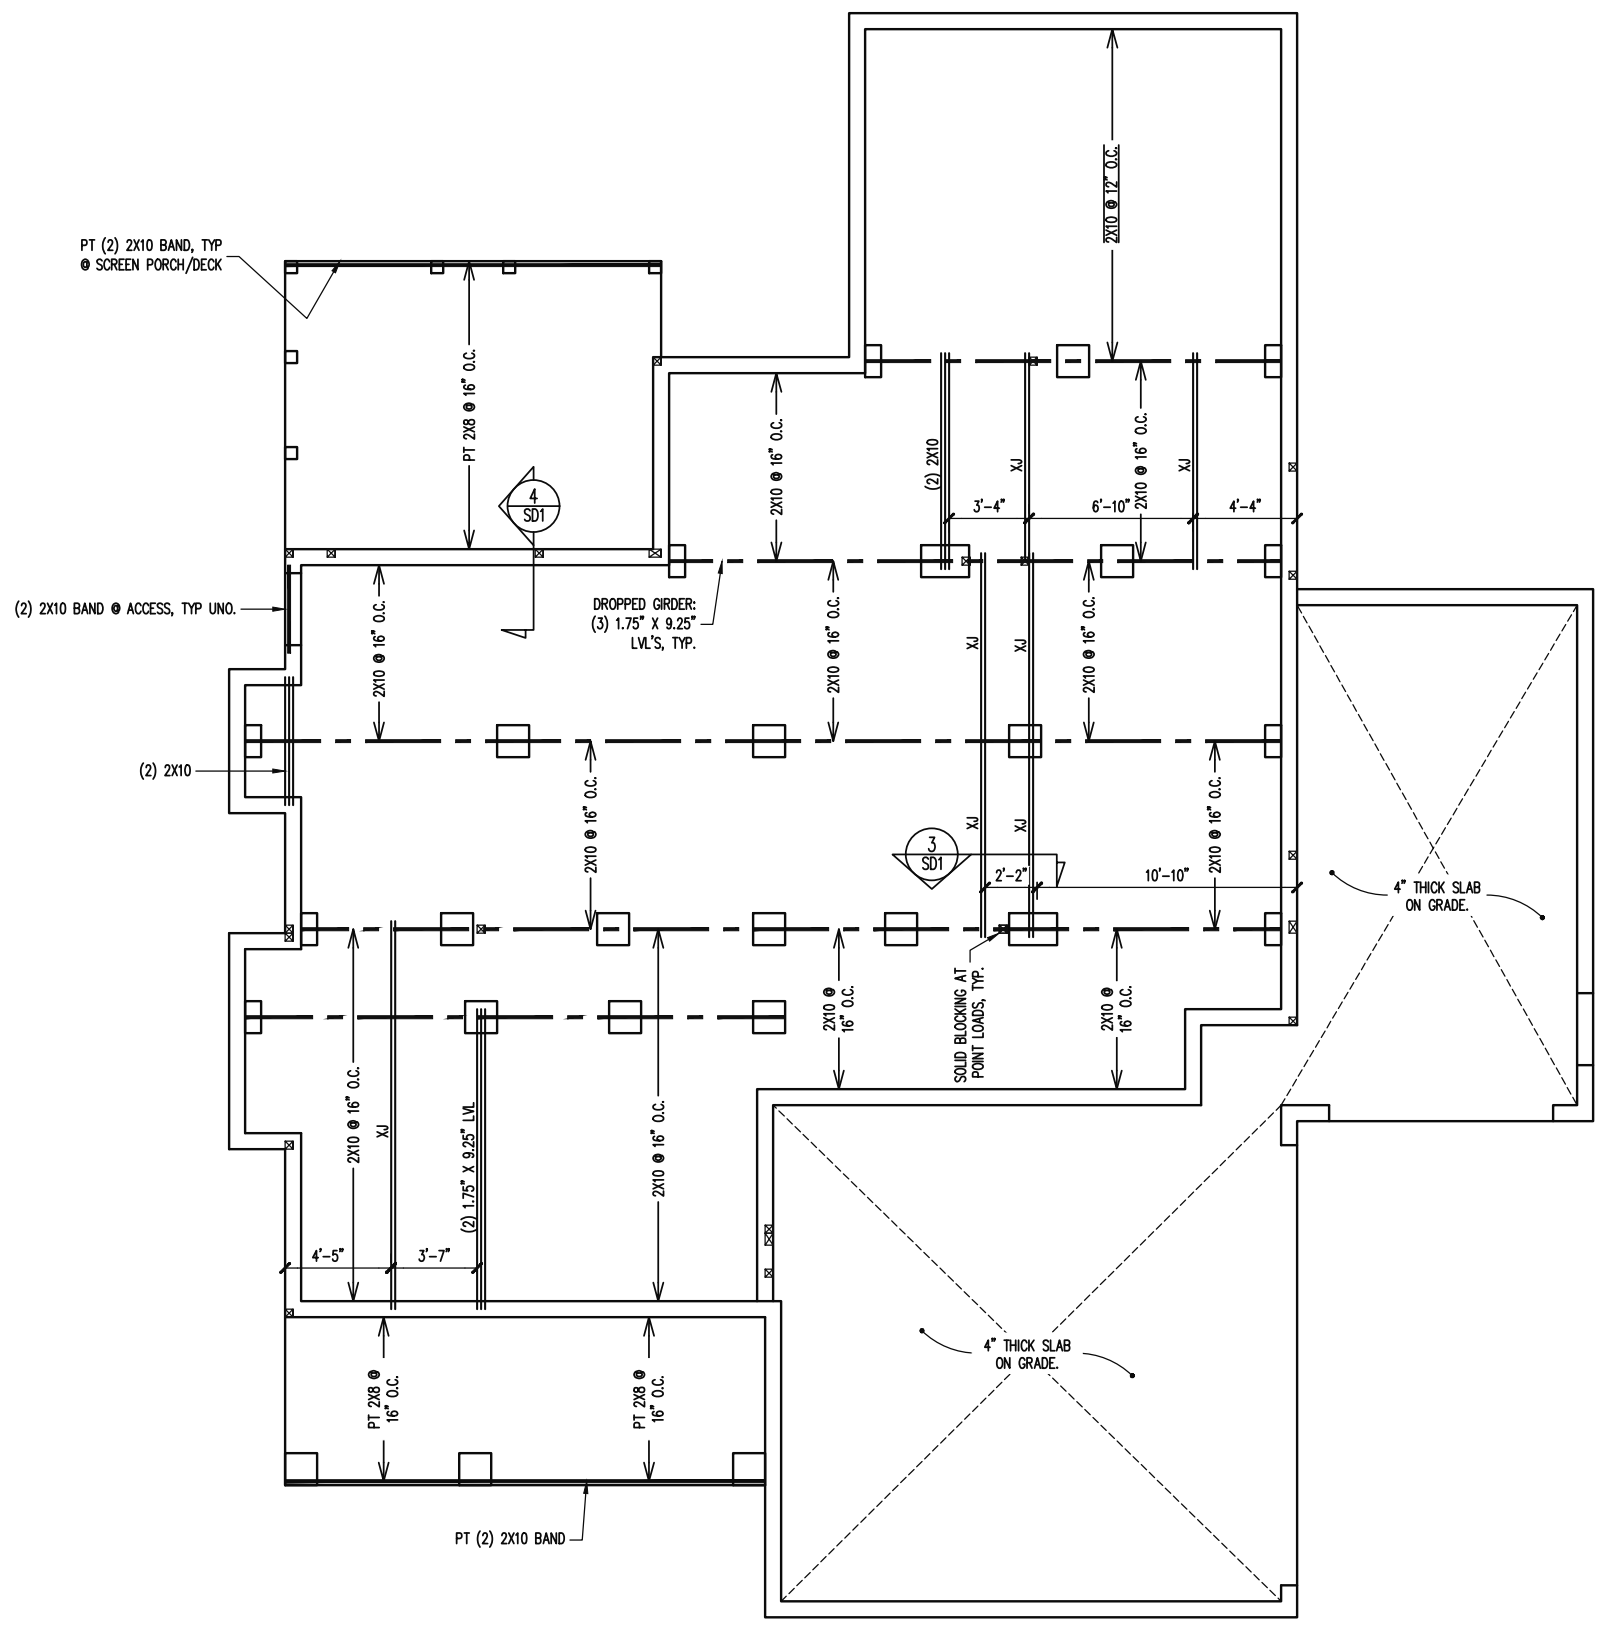 2X10 @ 12" O.C.
PT (2) 2X10 BAND, TYP
@ SCREEN PORCH/DECK
PT 2X8 @ 16" O.C.
2X10 @ 16" O.C.
(2) 2X10
XJ
2X10 @ 16" O.C.
XJ
3'-4"
6'-10"
4'-4"
4
SD1
(2) 2X10 BAND @ ACCESS, TYP UNO.
2X10 @ 16" O.C.
DROPPED GIRDER:
(3) 1.75" X 9.25"
LVL'S, TYP.
2X10 @ 16" O.C.
XJ
XJ
2X10 @ 16" O.C.
(2) 2X10
2X10 @ 16" O.C.
XJ
XJ
2X10 @ 16" O.C.
3
SD1
2'-2"
10'-10"
4" THICK SLAB
ON GRADE.
2X10 @
16" O.C.
SOLID BLOCKING AT
POINT LOADS, TYP.
2X10 @
16" O.C.
2X10 @ 16" O.C.
XJ
(2) 1.75" X 9.25" LVL
2X10 @ 16" O.C.
4'-5"
3'-7"
4" THICK SLAB
ON GRADE.
PT 2X8 @
16" O.C.
PT 2X8 @
16" O.C.
PT (2) 2X10 BAND